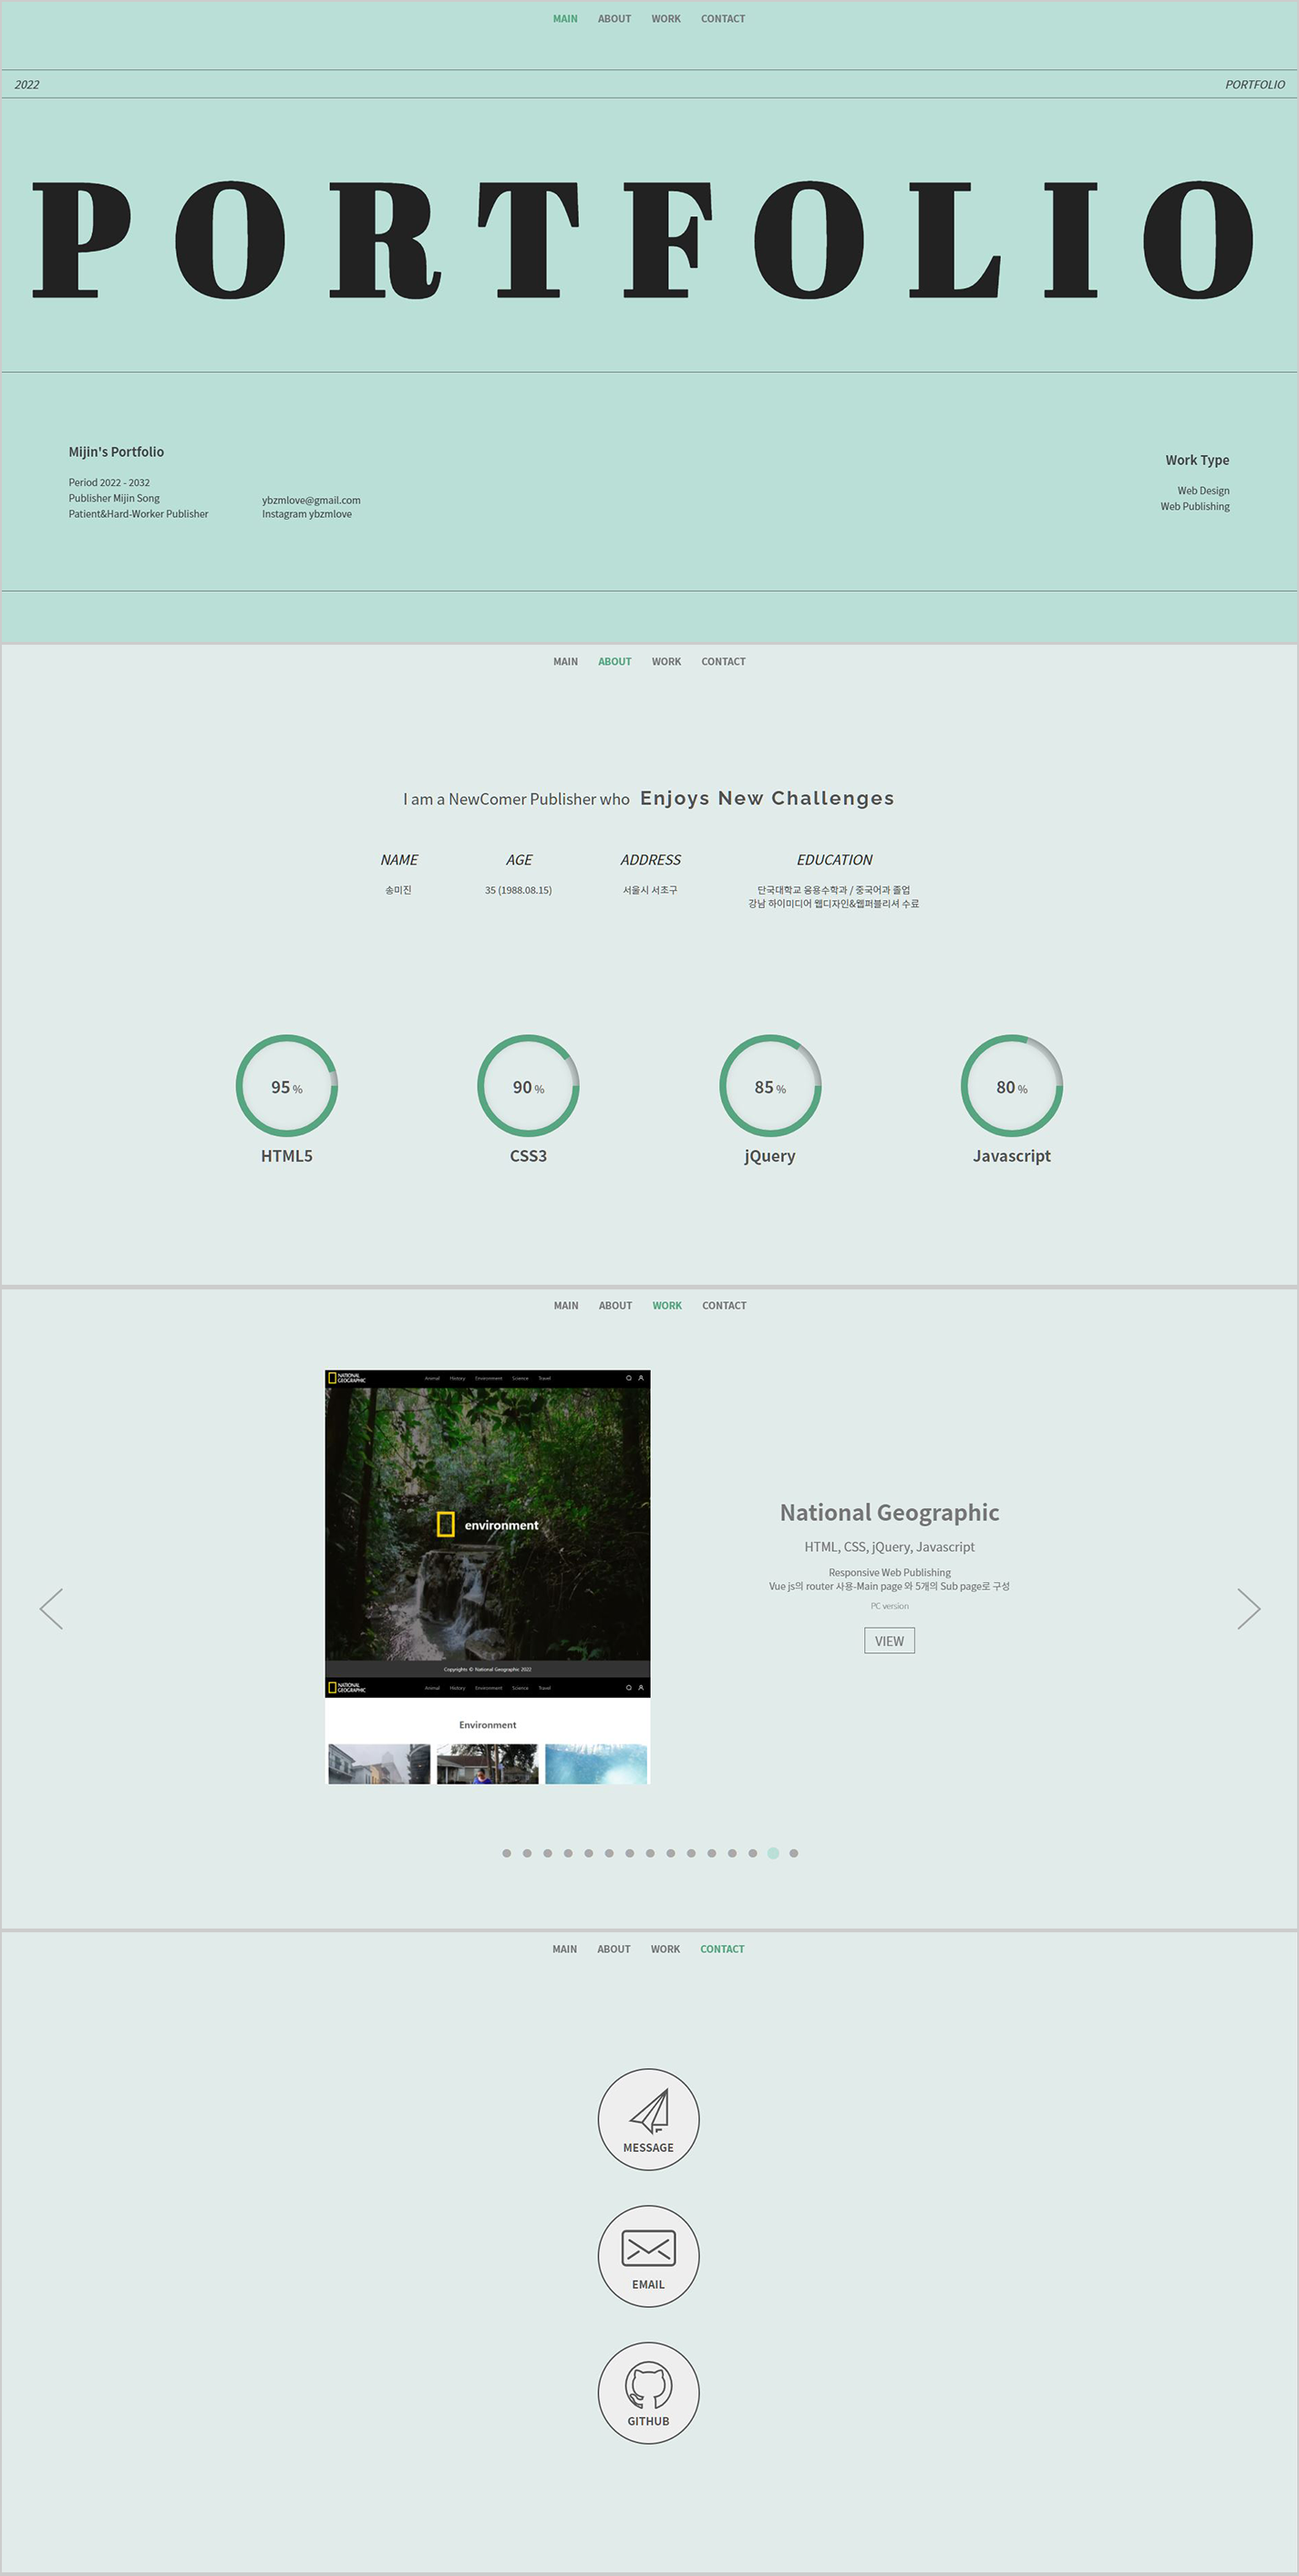 MAIN ABOUT WORK CONTACT
2022 PORTFOLIO
PORTFOLIO
Mijin's Portfolio
Period 2022 - 2032
Publisher Mijin Song
Patient&Hard-Worker Publisher
ybzmlove@gmail.com
Instagram ybzmlove
Work Type
Web Design
Web Publishing
MAIN ABOUT WORK CONTACT
I am a NewComer Publisher who Enjoys New Challenges
NAME AGE ADDRESS EDUCATION
송미진 35 (1988.08.15) 서울시 서초구 단국대학교 응용수학과 / 중국어과 졸업
강남 하이미디어 웹디자인&웹퍼블리셔 수료
95 % 90 % 85 % 80 %
HTML5 CSS3 jQuery Javascript
MAIN ABOUT WORK CONTACT
NATIONAL GEOGRAPHIC Animal History Environment Science Travel
environment
Copyrights © National Geographic 2022
NATIONAL GEOGRAPHIC Animal History Environment Science Travel
Environment
National Geographic
HTML, CSS, jQuery, Javascript
Responsive Web Publishing
Vue js의 router 사용-Main page 와 5개의 Sub page로 구성
PC version
VIEW
MAIN ABOUT WORK CONTACT
MESSAGE
EMAIL
GITHUB